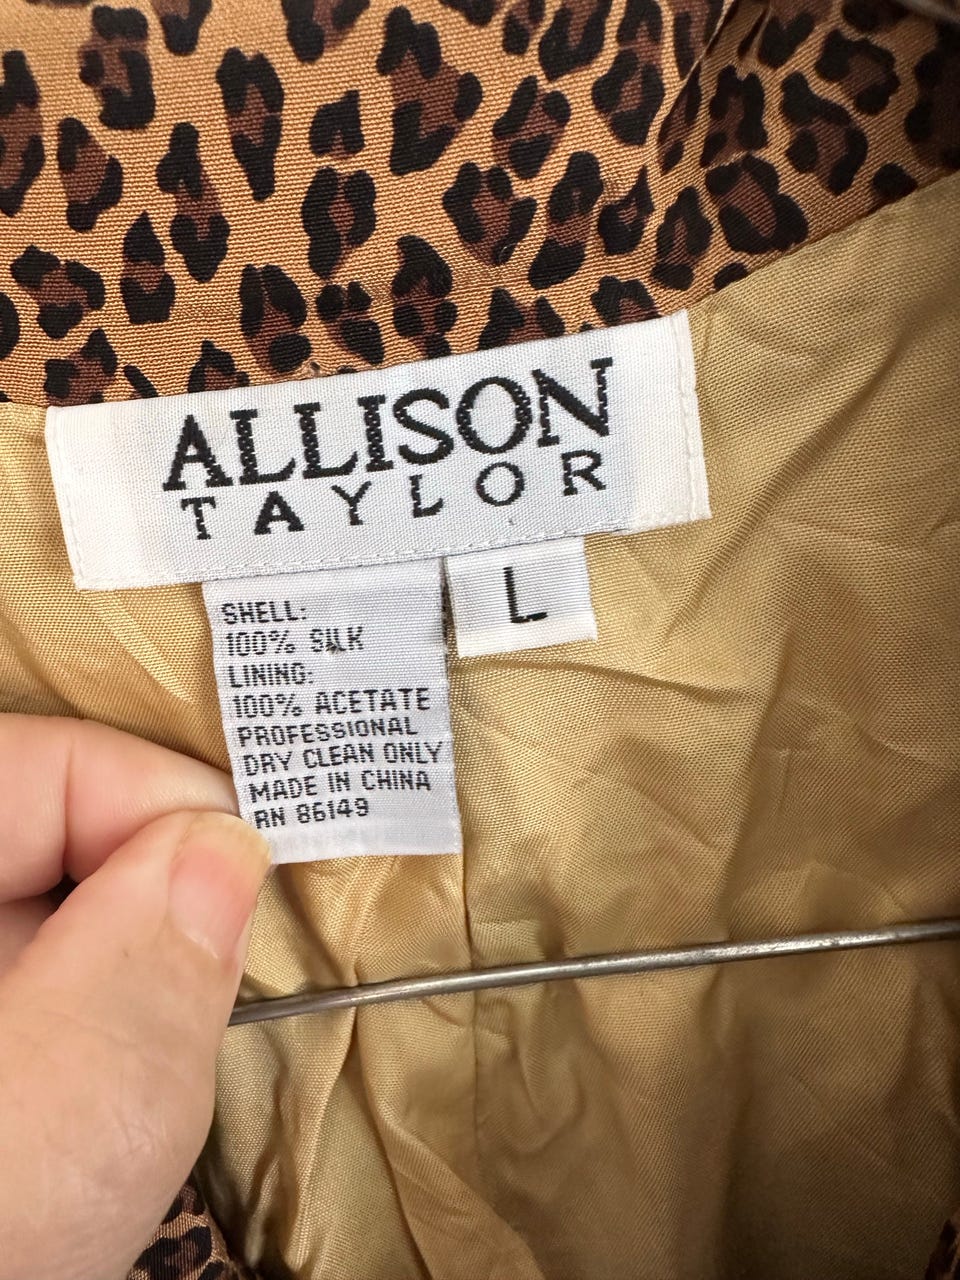 ALLISON
TAYLOR
L
SHELL:
100% SILK
LINING:
100% ACETATE
PROFESSIONAL
DRY CLEAN ONLY
MADE IN CHINA
RN 86149